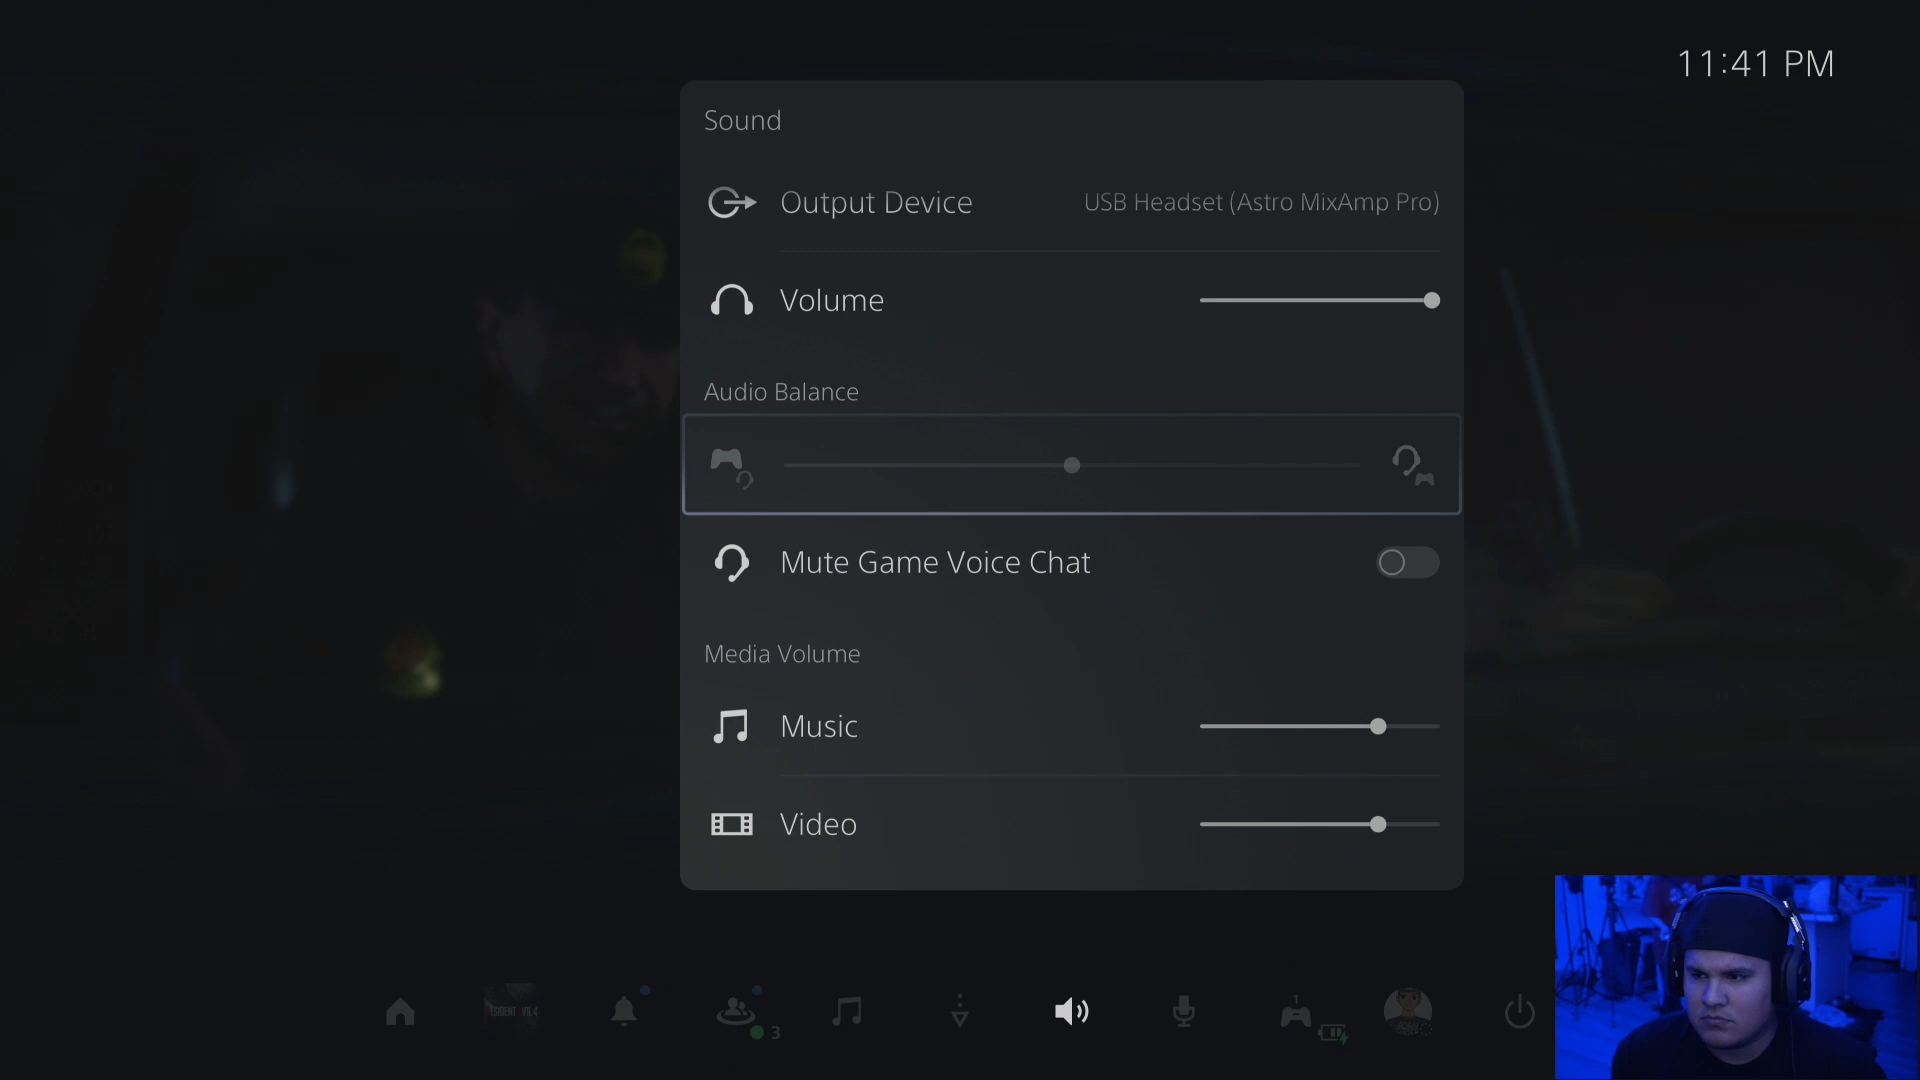 11:41 PM
Sound
Output Device USB Headset (Astro MixAmp Pro)
Volume
Audio Balance
Mute Game Voice Chat
Media Volume
Music
Video
1
3